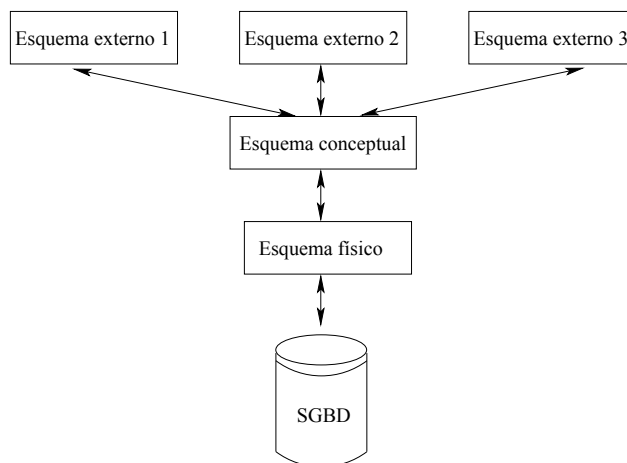 Esquema externo 1
Esquema externo 2
Esquema externo 3
Esquema conceptual
Esquema físico
SGBD